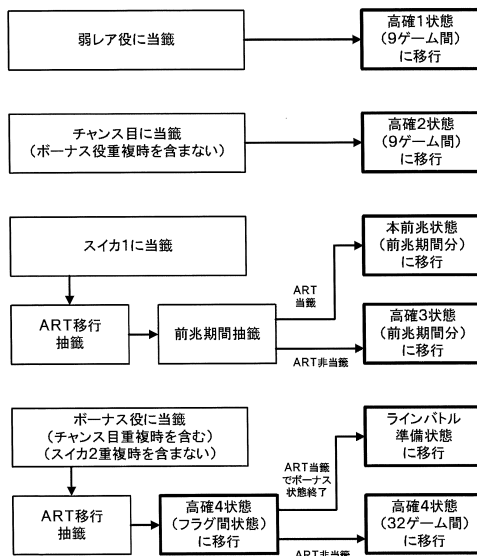 弱レア役に当籤
高確1状態
(9ゲーム間)
に移行
チャンス目に当籤
(ボーナス役重複時を含まない)
高確2状態
(9ゲーム間)
に移行
スイカ1に当籤
本前兆状態
(前兆期間分)
に移行
ART
当籤
ART移行
抽籤
前兆期間抽籤
高確3状態
(前兆期間分)
に移行
ART非当籤
ボーナス役に当籤
(チャンス目重複時を含む)
(スイカ2重複時を含まない)
ラインバトル
準備状態
に移行
ART当籤
でボーナス
状態終了
ART移行
抽籤
高確4状態
(フラグ間状態)
に移行
高確4状態
(32ゲーム間)
に移行
ART非当籤